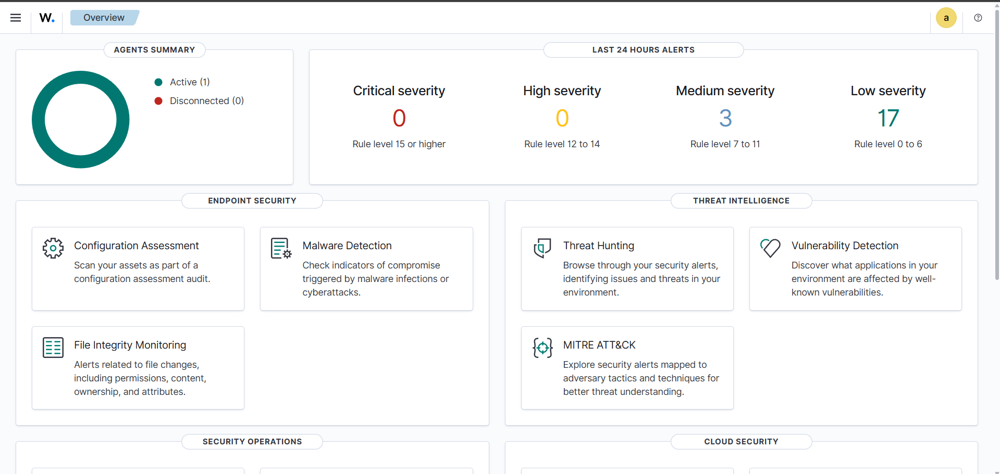 W.
Overview
a
AGENTS SUMMARY
Active (1)
Disconnected (0)
LAST 24 HOURS ALERTS
Critical severity
0
Rule level 15 or higher
High severity
0
Rule level 12 to 14
Medium severity
3
Rule level 7 to 11
Low severity
17
Rule level 0 to 6
ENDPOINT SECURITY
Configuration Assessment
Scan your assets as part of a
configuration assessment audit.
Malware Detection
Check indicators of compromise
triggered by malware infections or
cyberattacks.
File Integrity Monitoring
Alerts related to file changes,
including permissions, content,
ownership, and attributes.
THREAT INTELLIGENCE
Threat Hunting
Browse through your security alerts,
identifying issues and threats in your
environment.
Vulnerability Detection
Discover what applications in your
environment are affected by well-
known vulnerabilities.
MITRE ATT&CK
Explore security alerts mapped to
adversary tactics and techniques for
better threat understanding.
SECURITY OPERATIONS
CLOUD SECURITY